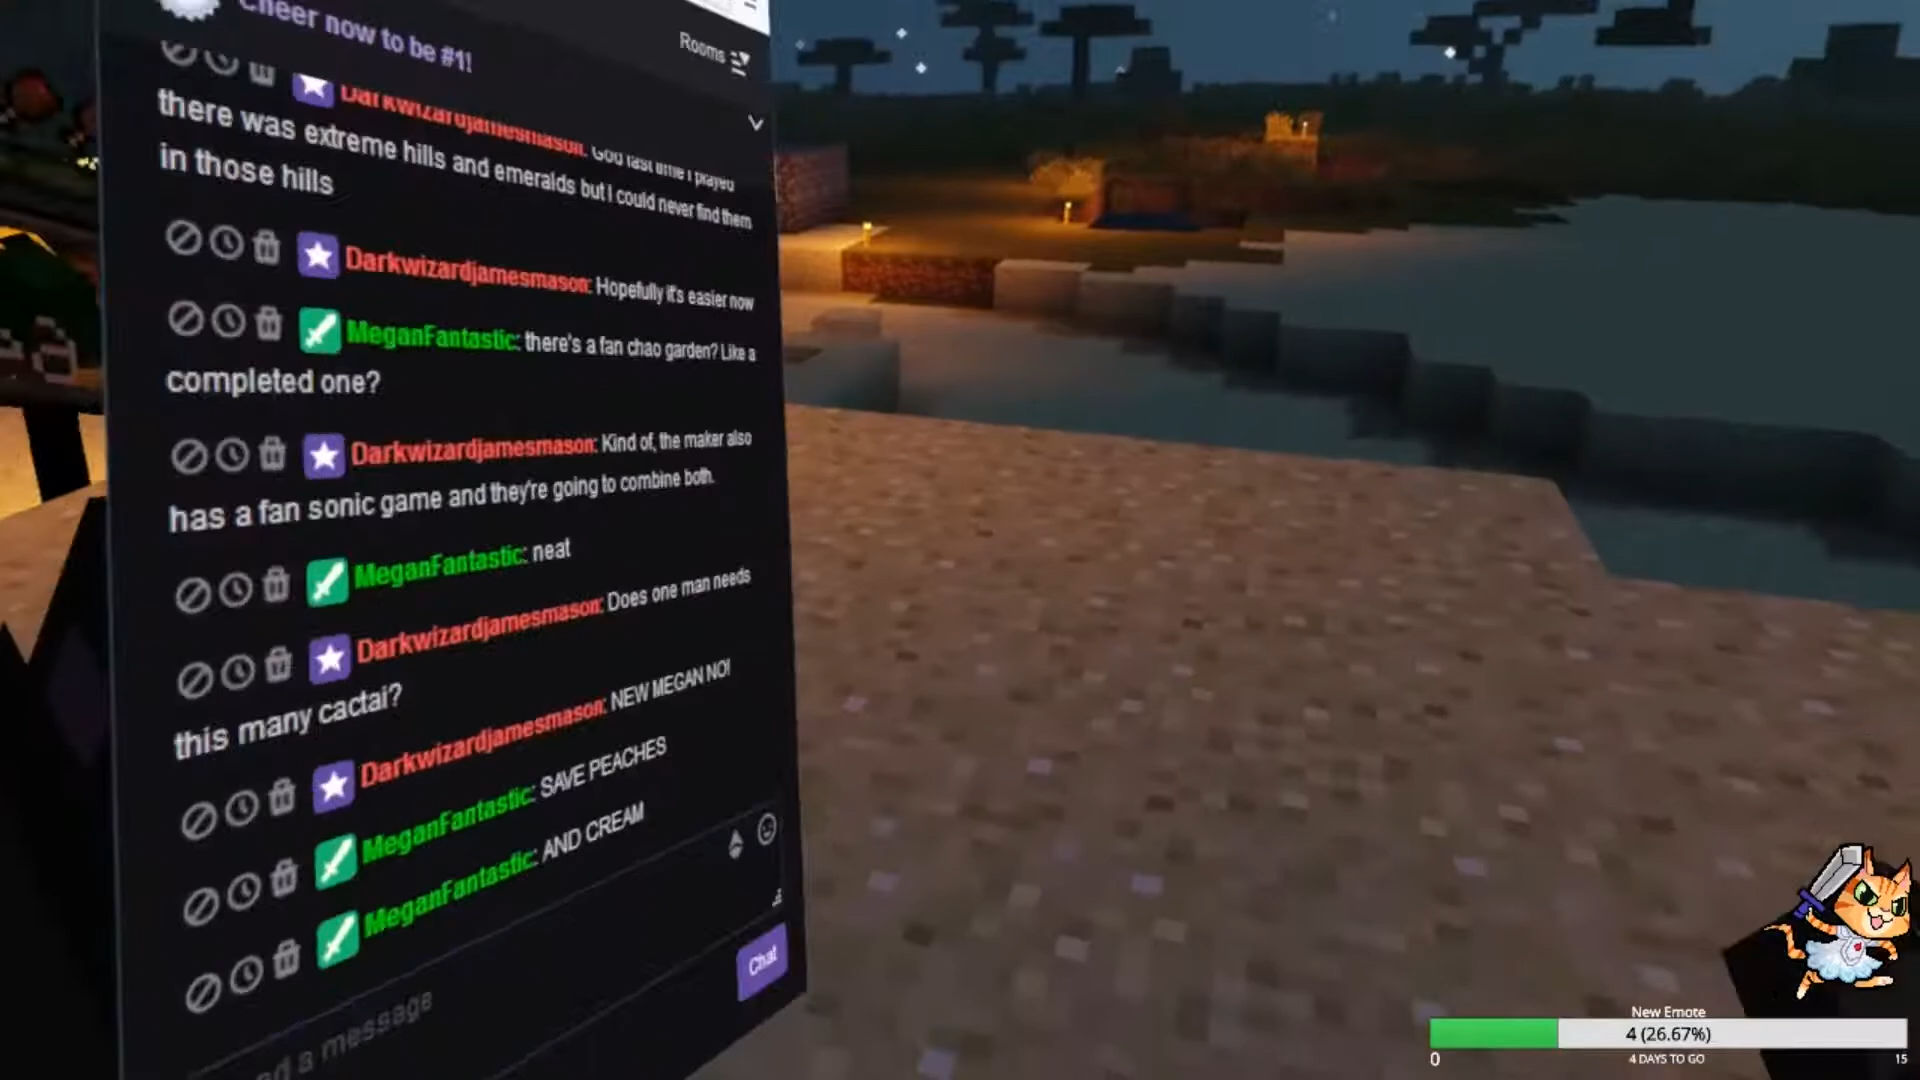 Cheer now to be #1!
Rooms
Darkwizardjamesmason: God last time I played
there was extreme hills and emeralds but I could never find them
in those hills
Darkwizardjamesmason: Hopefully it's easier now
MeganFantastic: there's a fan chao garden? Like a
completed one?
Darkwizardjamesmason: Kind of, the maker also
has a fan sonic game and they're going to combine both.
MeganFantastic: neat
Darkwizardjamesmason: Does one man needs
this many cactai?
Darkwizardjamesmason: NEW MEGAN NO!
MeganFantastic: SAVE PEACHES
MeganFantastic: AND CREAM
a message
Chat
New Emote
4 (26.67%)
0
4 DAYS TO GO
15